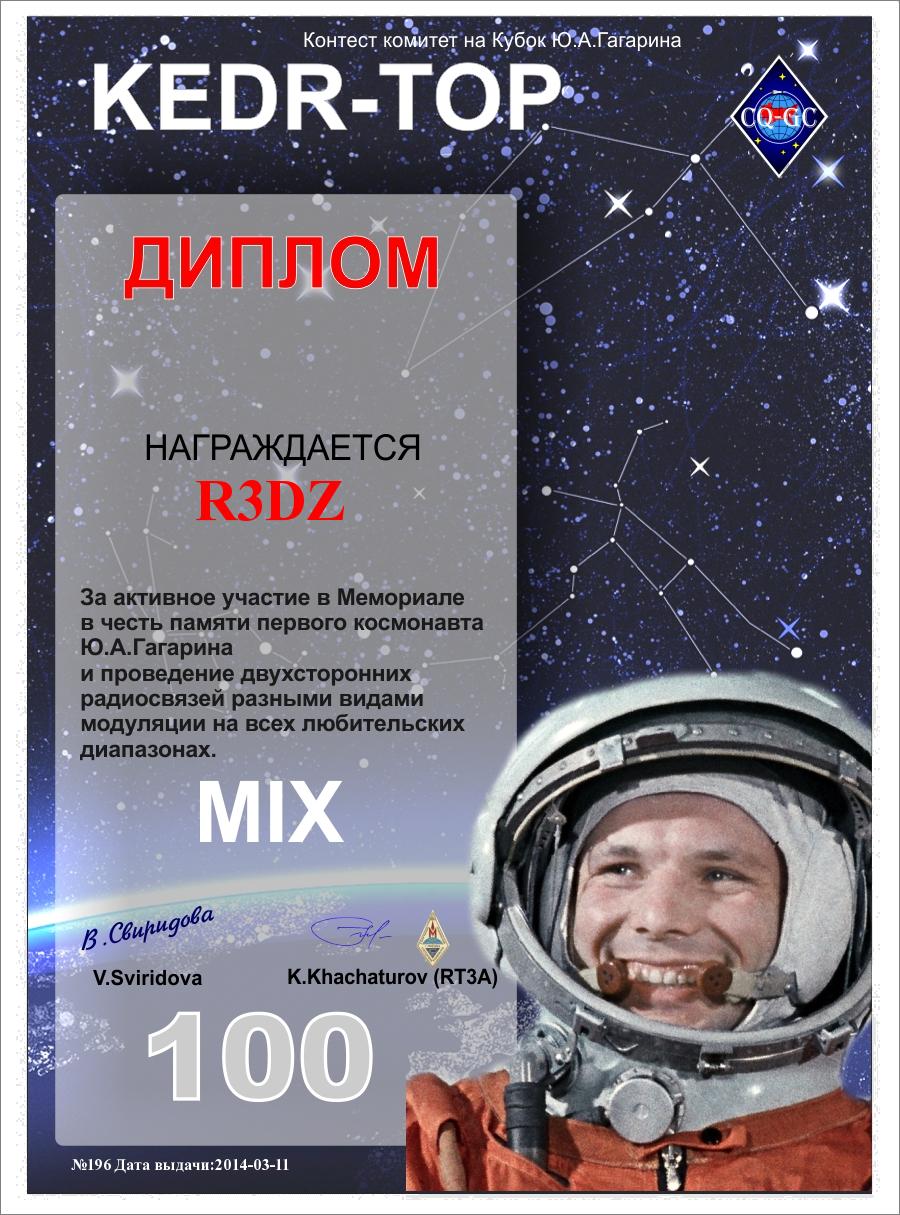 Контест комитет на Кубок Ю.А.Гагарина
KEDR-TOP
CQ-GC
ДИПЛОМ
НАГРАЖДАЕТСЯ
R3DZ
За активное участие в Мемориале
в честь памяти первого космонавта
Ю.А.Гагарина
и проведение двухсторонних
радиосвязей разными видами
модуляции на всех любительских
диапазонах.
MIX
В.Свиридова
V.Sviridova
K.Khachaturov (RT3A)
100
№196 Дата выдачи:2014-03-11